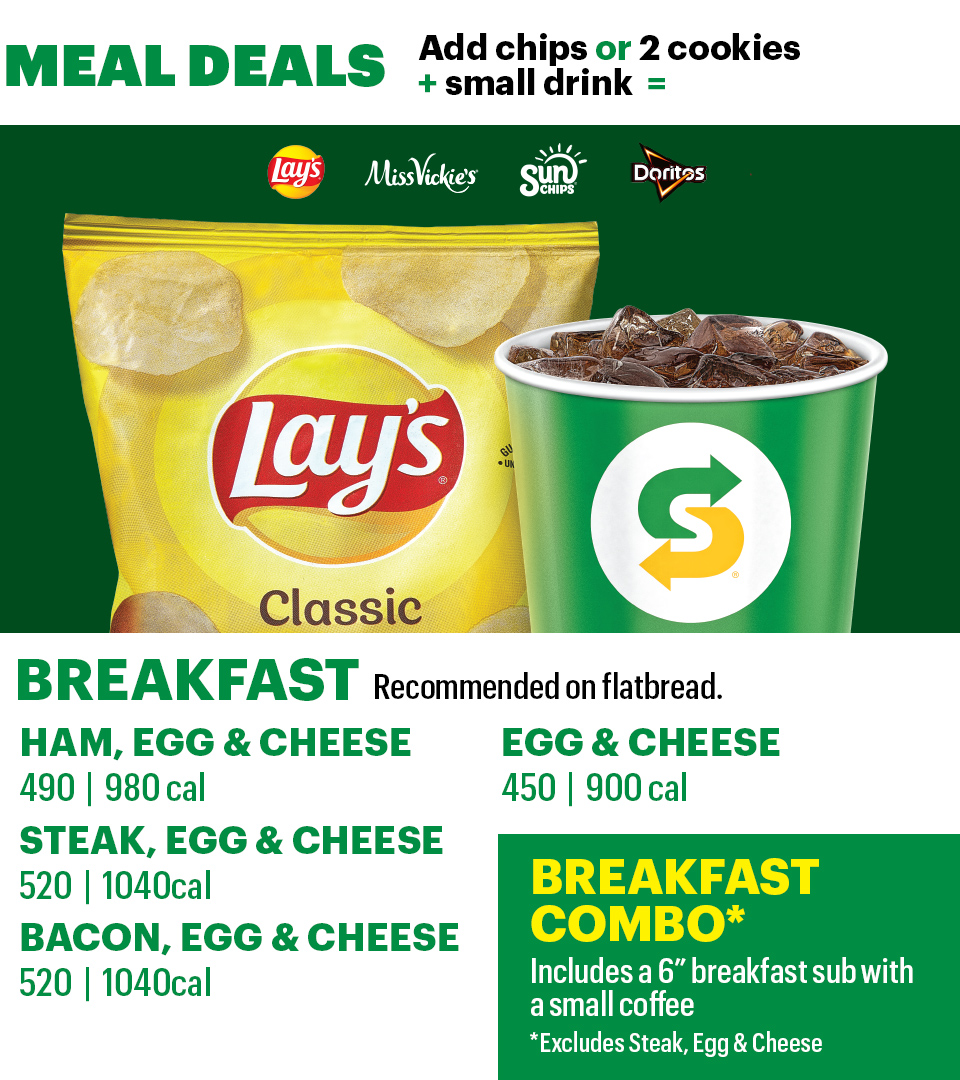 MEAL DEALS
Add chips or 2 cookies
+ small drink =
Lay's
Miss Vickie's
Sun
CHIPS
Doritos
Lay's
Classic
S
BREAKFAST Recommended on flatbread.
HAM, EGG & CHEESE
490 | 980 cal
STEAK, EGG & CHEESE
520 | 1040cal
BACON, EGG & CHEESE
520 | 1040cal
EGG & CHEESE
450 | 900 cal
BREAKFAST
COMBO*
Includes a 6” breakfast sub with
a small coffee
*Excludes Steak, Egg & Cheese